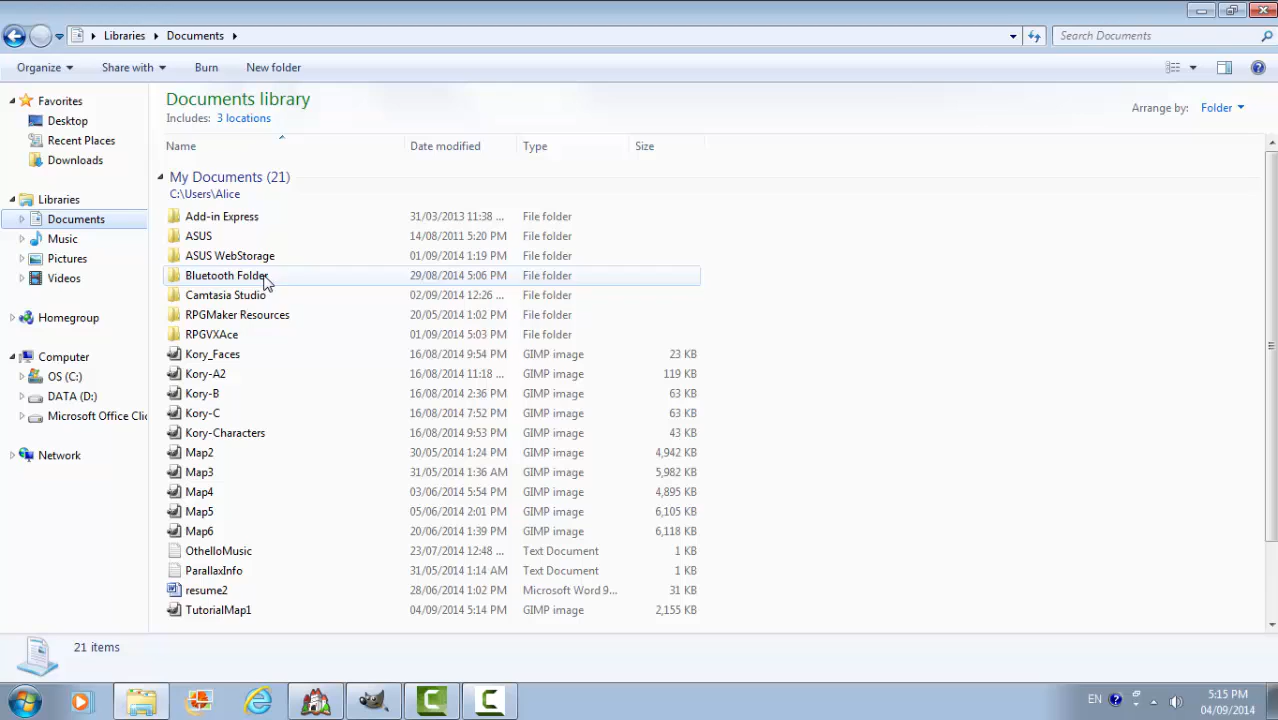 Libraries Documents
Search Documents
Organize Share with Burn New folder
Documents library
Includes: 3 locations
Arrange by: Folder
Name Date modified Type Size
My Documents (21)
C:\Users\Alice
Add-in Express 31/03/2013 11:38 ... File folder
ASUS 14/08/2011 5:20 PM File folder
ASUS WebStorage 01/09/2014 1:19 PM File folder
Bluetooth Folder 29/08/2014 5:06 PM File folder
Camtasia Studio 02/09/2014 12:26 ... File folder
RPGMaker Resources 20/05/2014 1:02 PM File folder
RPGVXAce 01/09/2014 5:03 PM File folder
Kory_Faces 16/08/2014 9:54 PM GIMP image 23 KB
Kory-A2 16/08/2014 11:18 ... GIMP image 119 KB
Kory-B 16/08/2014 2:36 PM GIMP image 63 KB
Kory-C 16/08/2014 7:52 PM GIMP image 63 KB
Kory-Characters 16/08/2014 9:53 PM GIMP image 43 KB
Map2 30/05/2014 1:24 PM GIMP image 4,942 KB
Map3 31/05/2014 1:36 AM GIMP image 5,982 KB
Map4 03/06/2014 5:54 PM GIMP image 4,895 KB
Map5 05/06/2014 2:01 PM GIMP image 6,105 KB
Map6 20/06/2014 1:39 PM GIMP image 6,118 KB
OthelloMusic 23/07/2014 12:48 ... Text Document 1 KB
ParallaxInfo 31/05/2014 1:14 AM Text Document 1 KB
resume2 28/06/2014 1:02 PM Microsoft Word 9... 31 KB
TutorialMap1 04/09/2014 5:14 PM GIMP image 2,155 KB
Favorites
Desktop
Recent Places
Downloads
Libraries
Documents
Music
Pictures
Videos
Homegroup
Computer
OS (C:)
DATA (D:)
Microsoft Office Clic
Network
21 items
EN
5:15 PM
04/09/2014